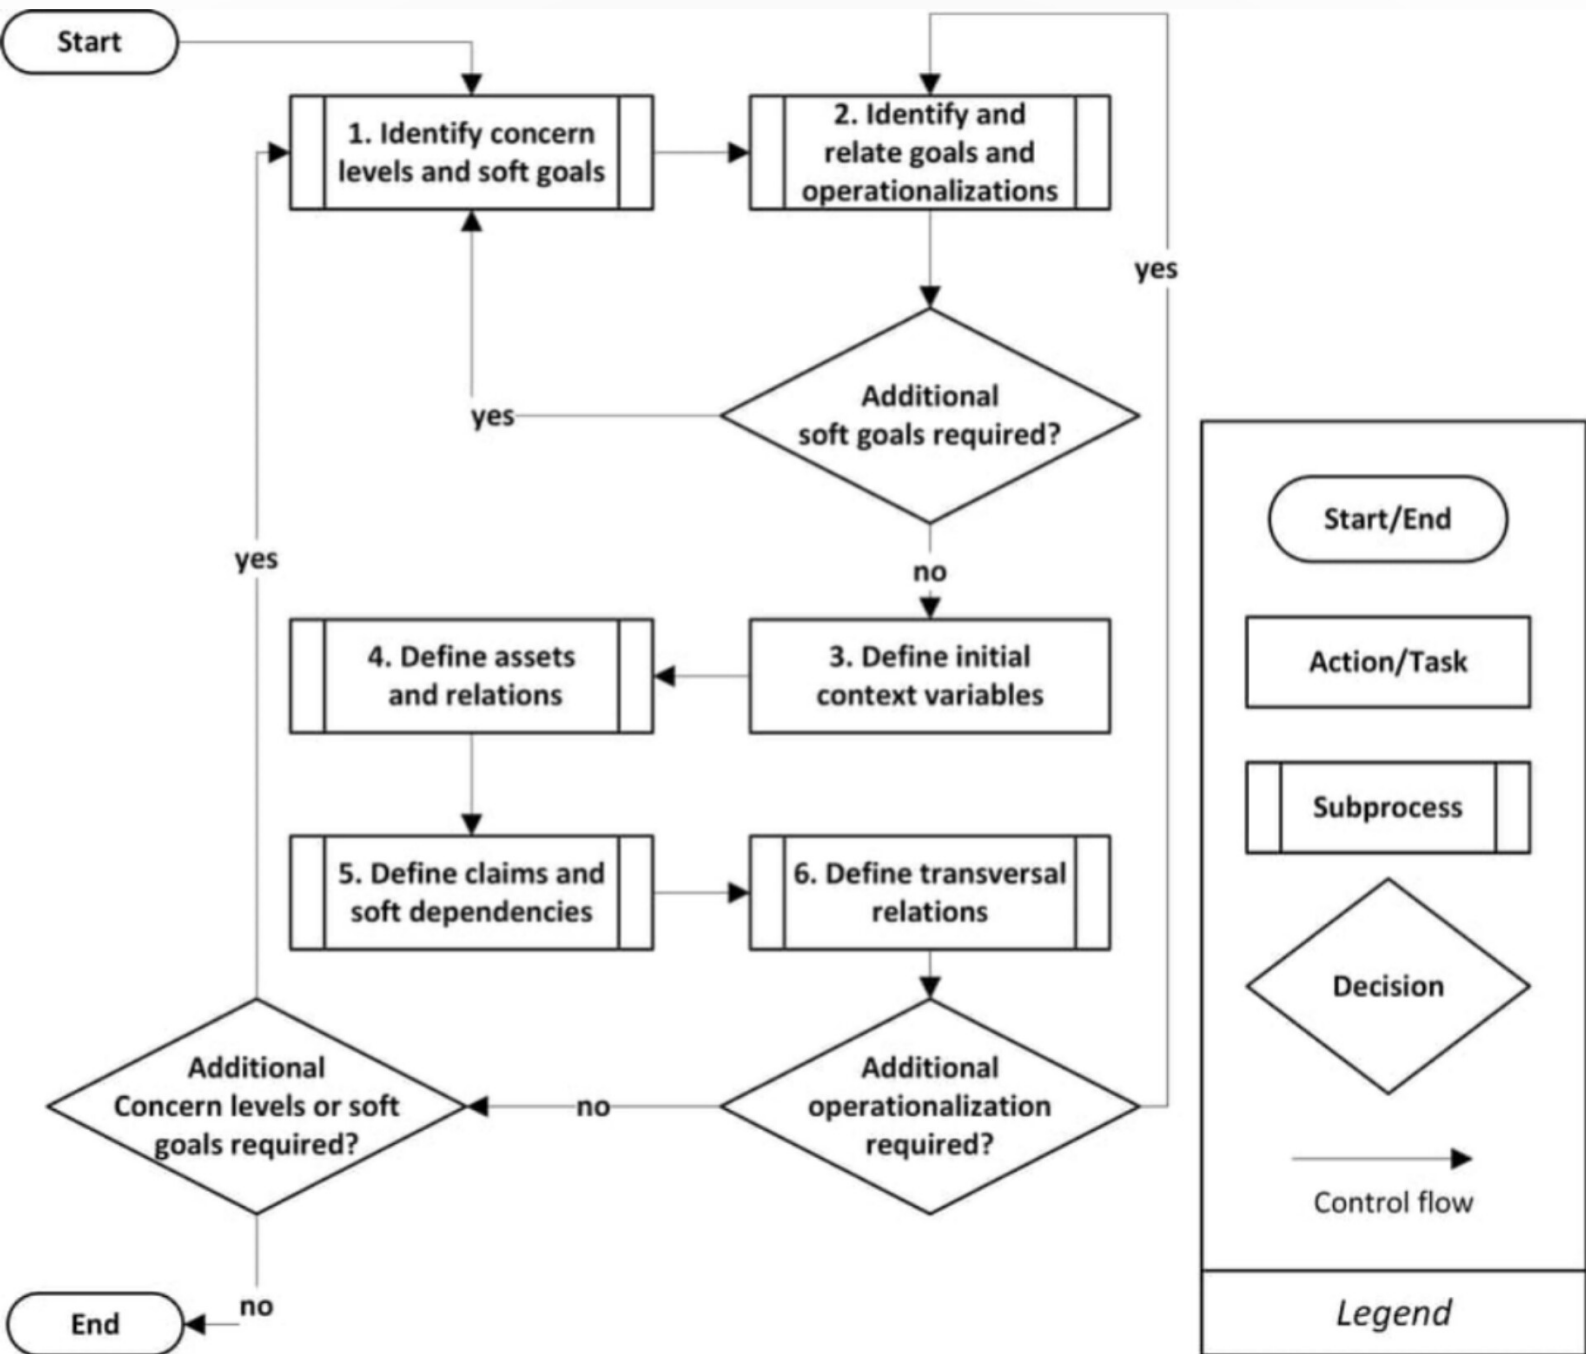 Start
1. Identify concern
levels and soft goals
2. Identify and
relate goals and
operationalizations
yes
Additional
soft goals required?
yes
yes
no
4. Define assets
and relations
3. Define initial
context variables
5. Define claims and
soft dependencies
6. Define transversal
relations
Additional
Concern levels or soft
goals required?
no
Additional
operationalization
required?
no
End
Start/End
Action/Task
Subprocess
Decision
Control flow
Legend